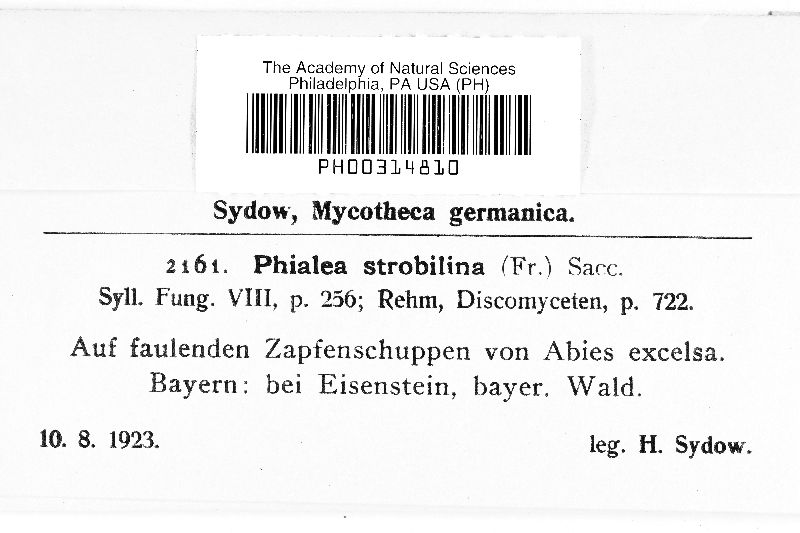 The Academy of Natural Sciences
Philadelphia, PA USA (PH)
PH00314810
Sydow, Mycotheca germanica.
2161. Phialea strobilina (Fr.) Sacc.
Syll. Fung. VIII, p. 256; Rehm, Discomyceten, p. 722.
Auf faulenden Zapfenschuppen von Abies excelsa.
Bayern: bei Eisenstein, bayer. Wald.
10. 8. 1923.
leg. H. Sydow.